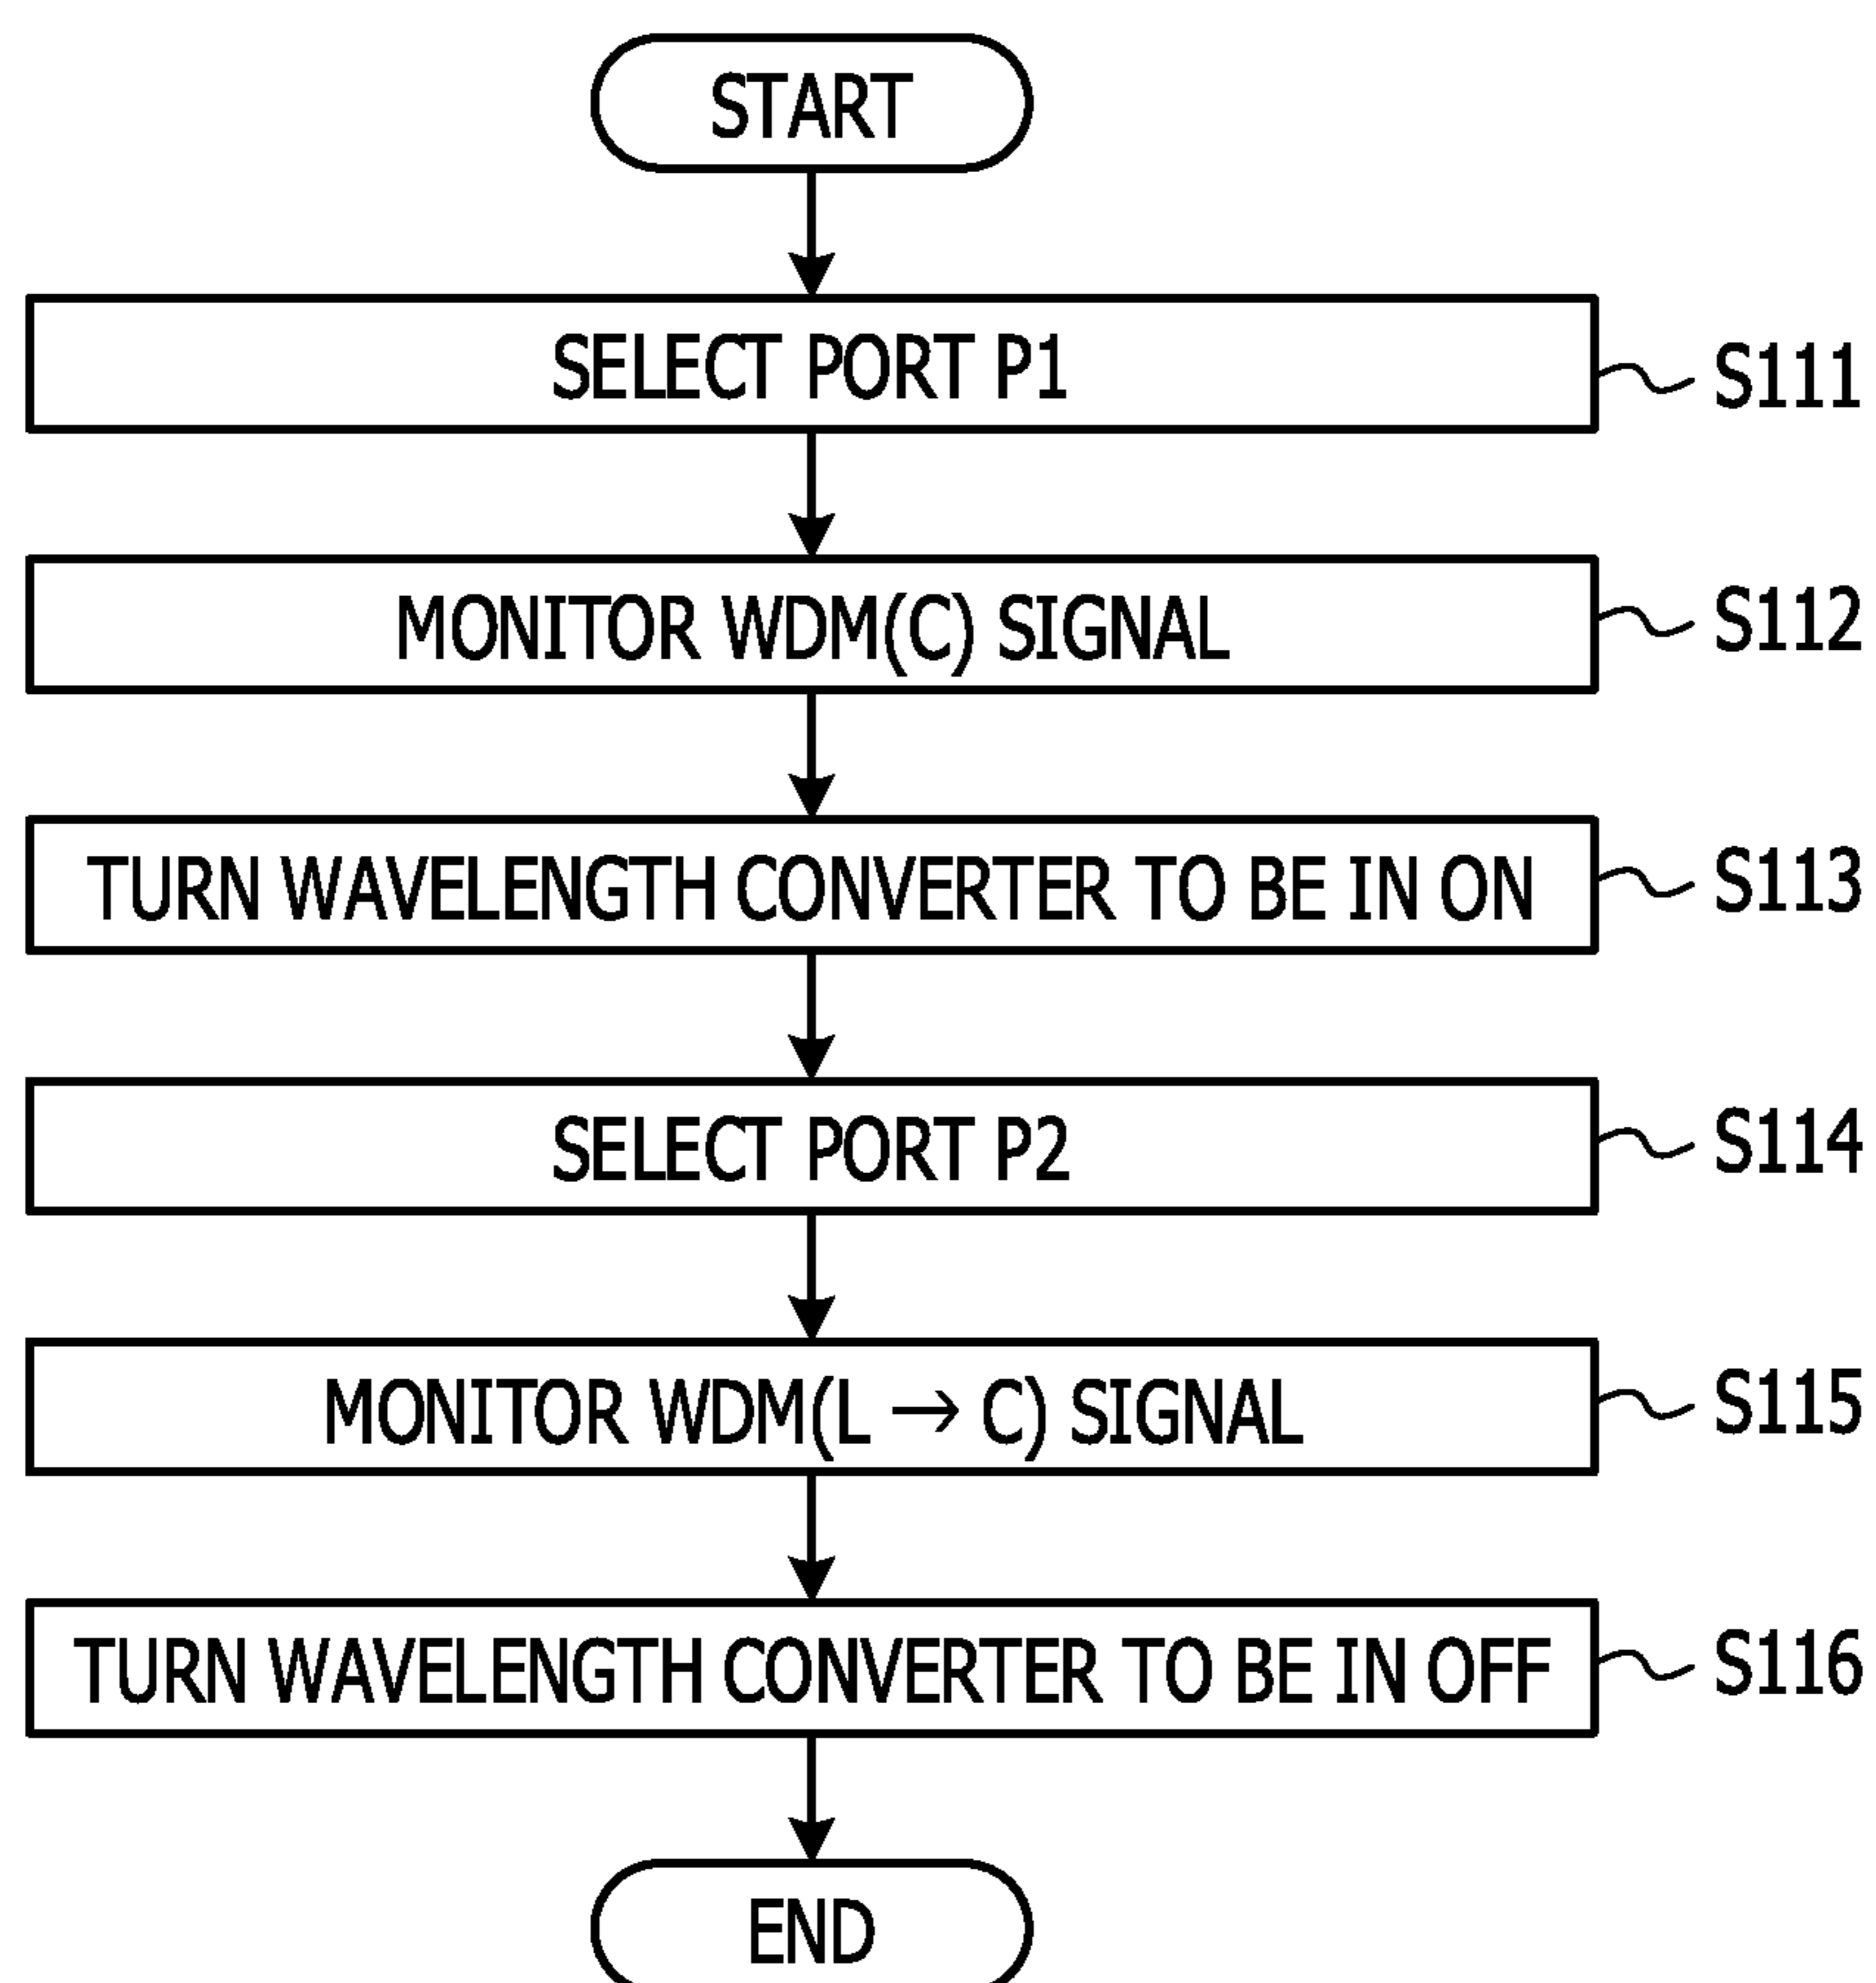 START
SELECT PORT P1
S111
MONITOR WDM(C) SIGNAL
S112
TURN WAVELENGTH CONVERTER TO BE IN ON
S113
SELECT PORT P2
S114
MONITOR WDM(L → C) SIGNAL
S115
TURN WAVELENGTH CONVERTER TO BE IN OFF
S116
END